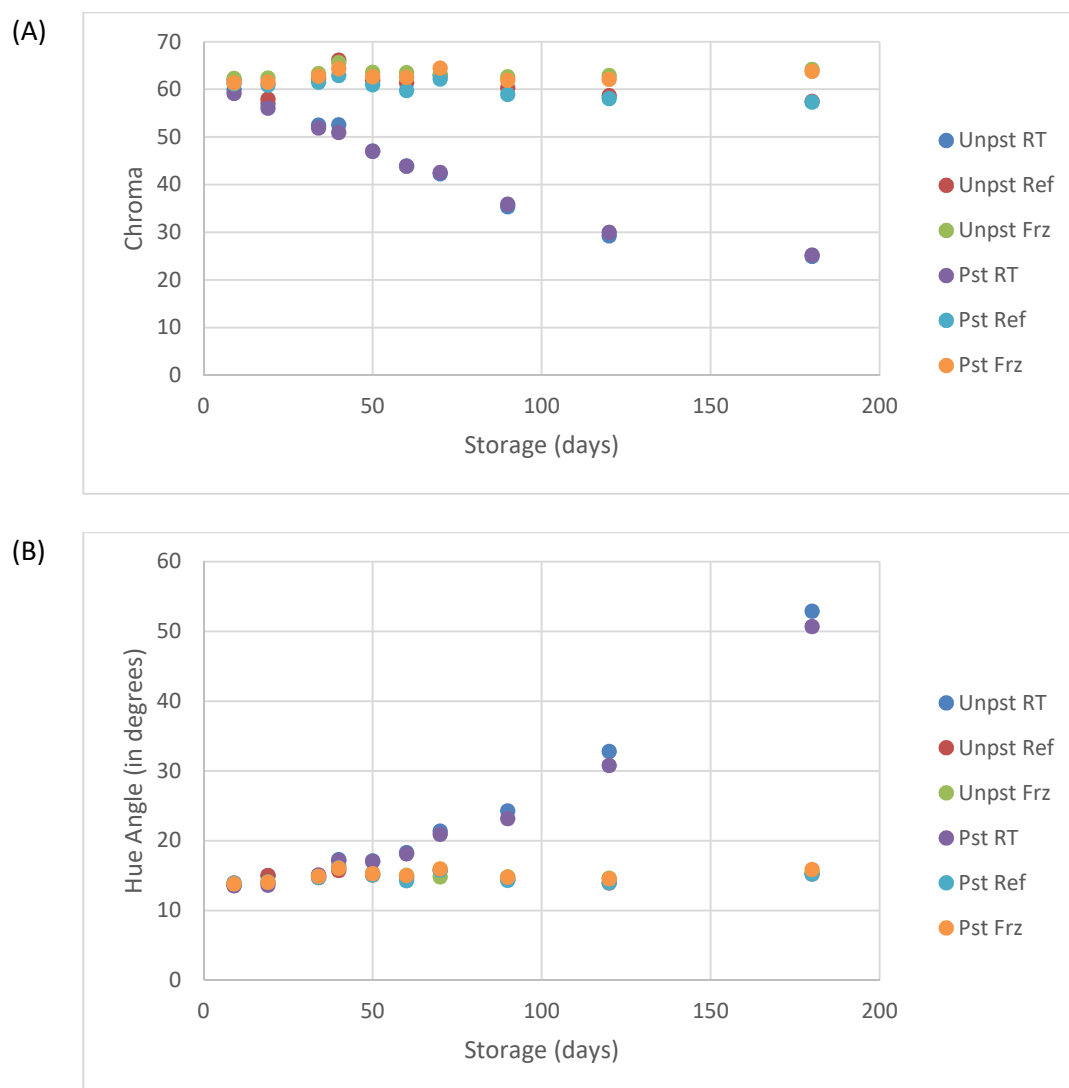 (A)
70
60
50
40
30
20
10
0
Chroma
0 50 100 150 200
Storage (days)
Unpst RT
Unpst Ref
Unpst Frz
Pst RT
Pst Ref
Pst Frz
(B)
60
50
40
30
20
10
0
Hue Angle (in degrees)
0 50 100 150 200
Storage (days)
Unpst RT
Unpst Ref
Unpst Frz
Pst RT
Pst Ref
Pst Frz